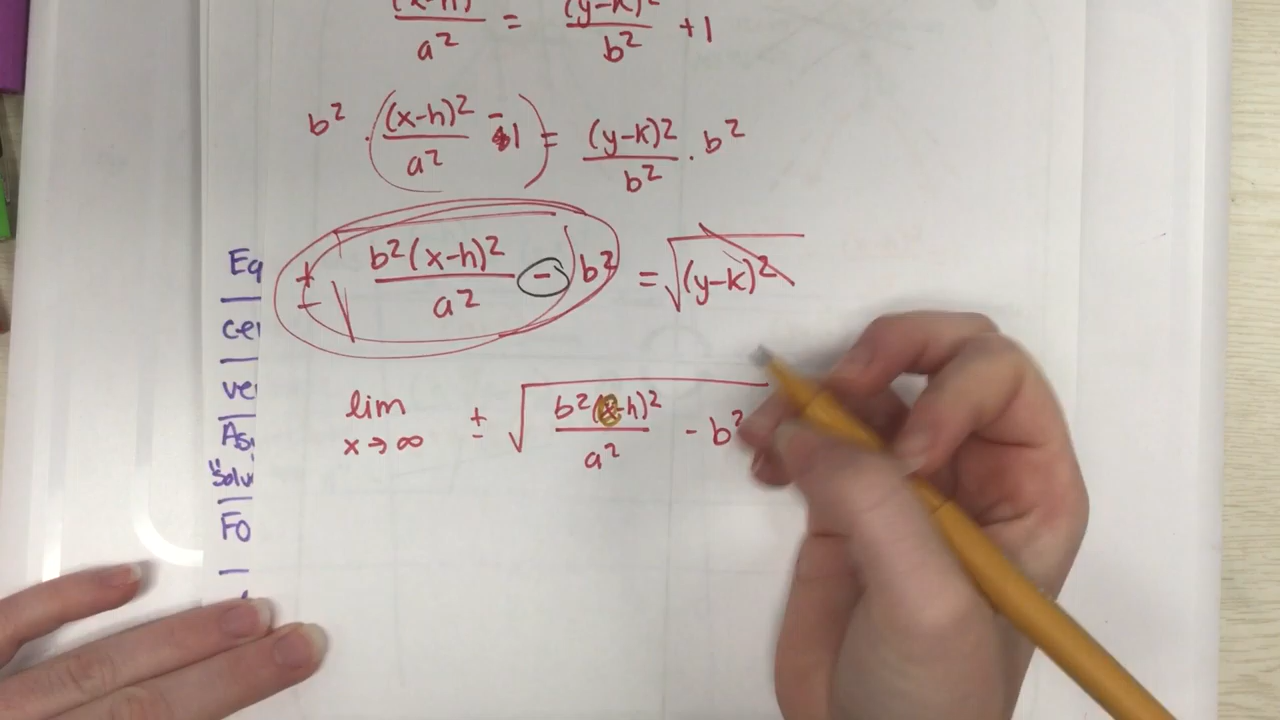 (x-h)²/a² = (y-k)²/b² + 1
b² · ((x-h)²/a² - 1) = (y-k)²/b² · b²
± √(b²(x-h)²/a² - b²) = √(y-k)²
lim x→∞ ± √(b²(x-h)²/a² - b²
Eq
ce
ve
As
"Solv
Fo